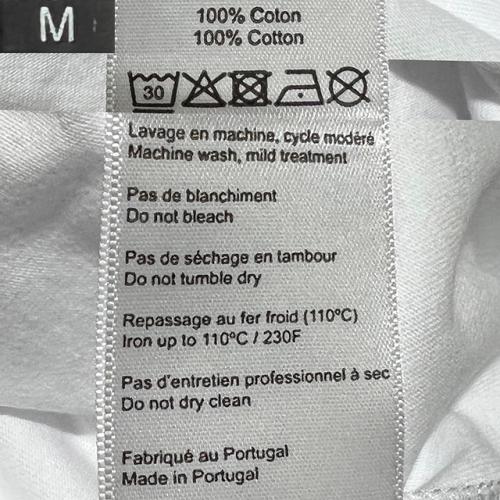 M
100% Coton
100% Cotton
30
Lavage en machine, cycle modéré
Machine wash, mild treatment
Pas de blanchiment
Do not bleach
Pas de séchage en tambour
Do not tumble dry
Repassage au fer froid (110ºC)
Iron up to 110ºC / 230F
Pas d'entretien professionnel à sec
Do not dry clean
Fabriqué au Portugal
Made in Portugal